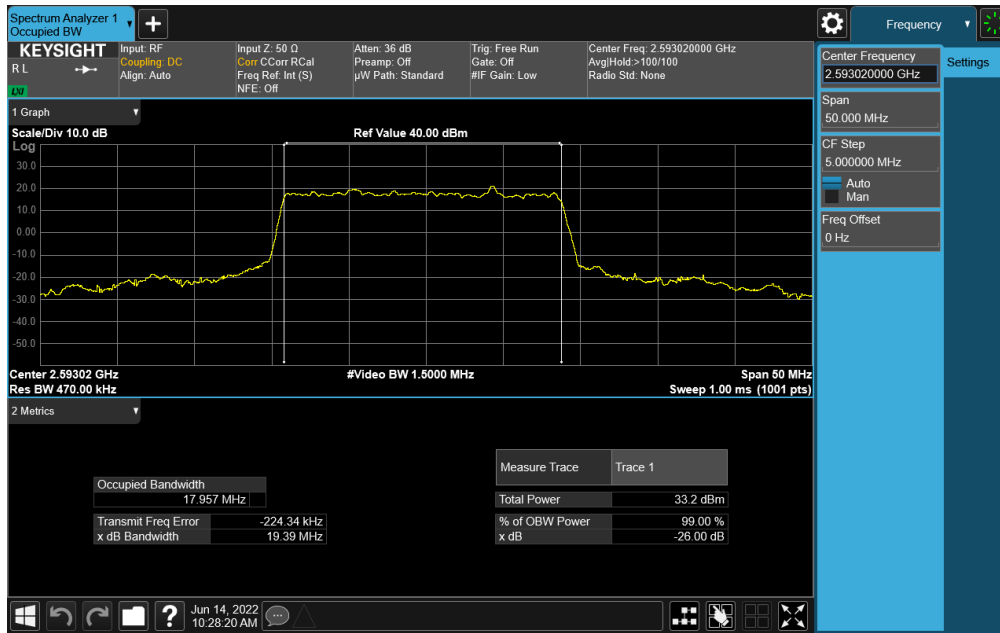 Spectrum Analyzer 1
Occupied BW
Frequency
KEYSIGHT
R L
LXI
Input: RF
Coupling: DC
Align: Auto
Input Z: 50 Ω
Corr CCorr RCal
Freq Ref: Int (S)
NFE: Off
Atten: 36 dB
Preamp: Off
µW Path: Standard
Trig: Free Run
Gate: Off
#IF Gain: Low
Center Freq: 2.593020000 GHz
Avg|Hold:>100/100
Radio Std: None
Center Frequency
2.593020000 GHz
Settings
Span
50.000 MHz
CF Step
5.000000 MHz
Auto
Man
Freq Offset
0 Hz
1 Graph
Scale/Div 10.0 dB
Ref Value 40.00 dBm
Log
30.0
20.0
10.0
0.00
-10.0
-20.0
-30.0
-40.0
-50.0
Center 2.59302 GHz
#Video BW 1.5000 MHz
Span 50 MHz
Res BW 470.00 kHz
Sweep 1.00 ms (1001 pts)
2 Metrics
Occupied Bandwidth
17.957 MHz
Transmit Freq Error -224.34 kHz
x dB Bandwidth 19.39 MHz
Measure Trace Trace 1
Total Power 33.2 dBm
% of OBW Power 99.00 %
x dB -26.00 dB
Jun 14, 2022
10:28:20 AM